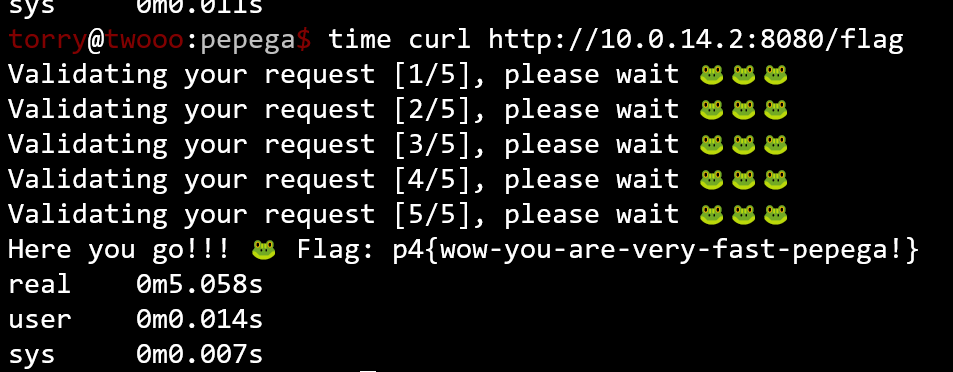 sys     0m0.011s
torry@twooo:pepega$ time curl http://10.0.14.2:8080/flag
Validating your request [1/5], please wait 🐸🐸🐸
Validating your request [2/5], please wait 🐸🐸🐸
Validating your request [3/5], please wait 🐸🐸🐸
Validating your request [4/5], please wait 🐸🐸🐸
Validating your request [5/5], please wait 🐸🐸🐸
Here you go!!! 🐸 Flag: p4{wow-you-are-very-fast-pepega!}
real    0m5.058s
user    0m0.014s
sys     0m0.007s